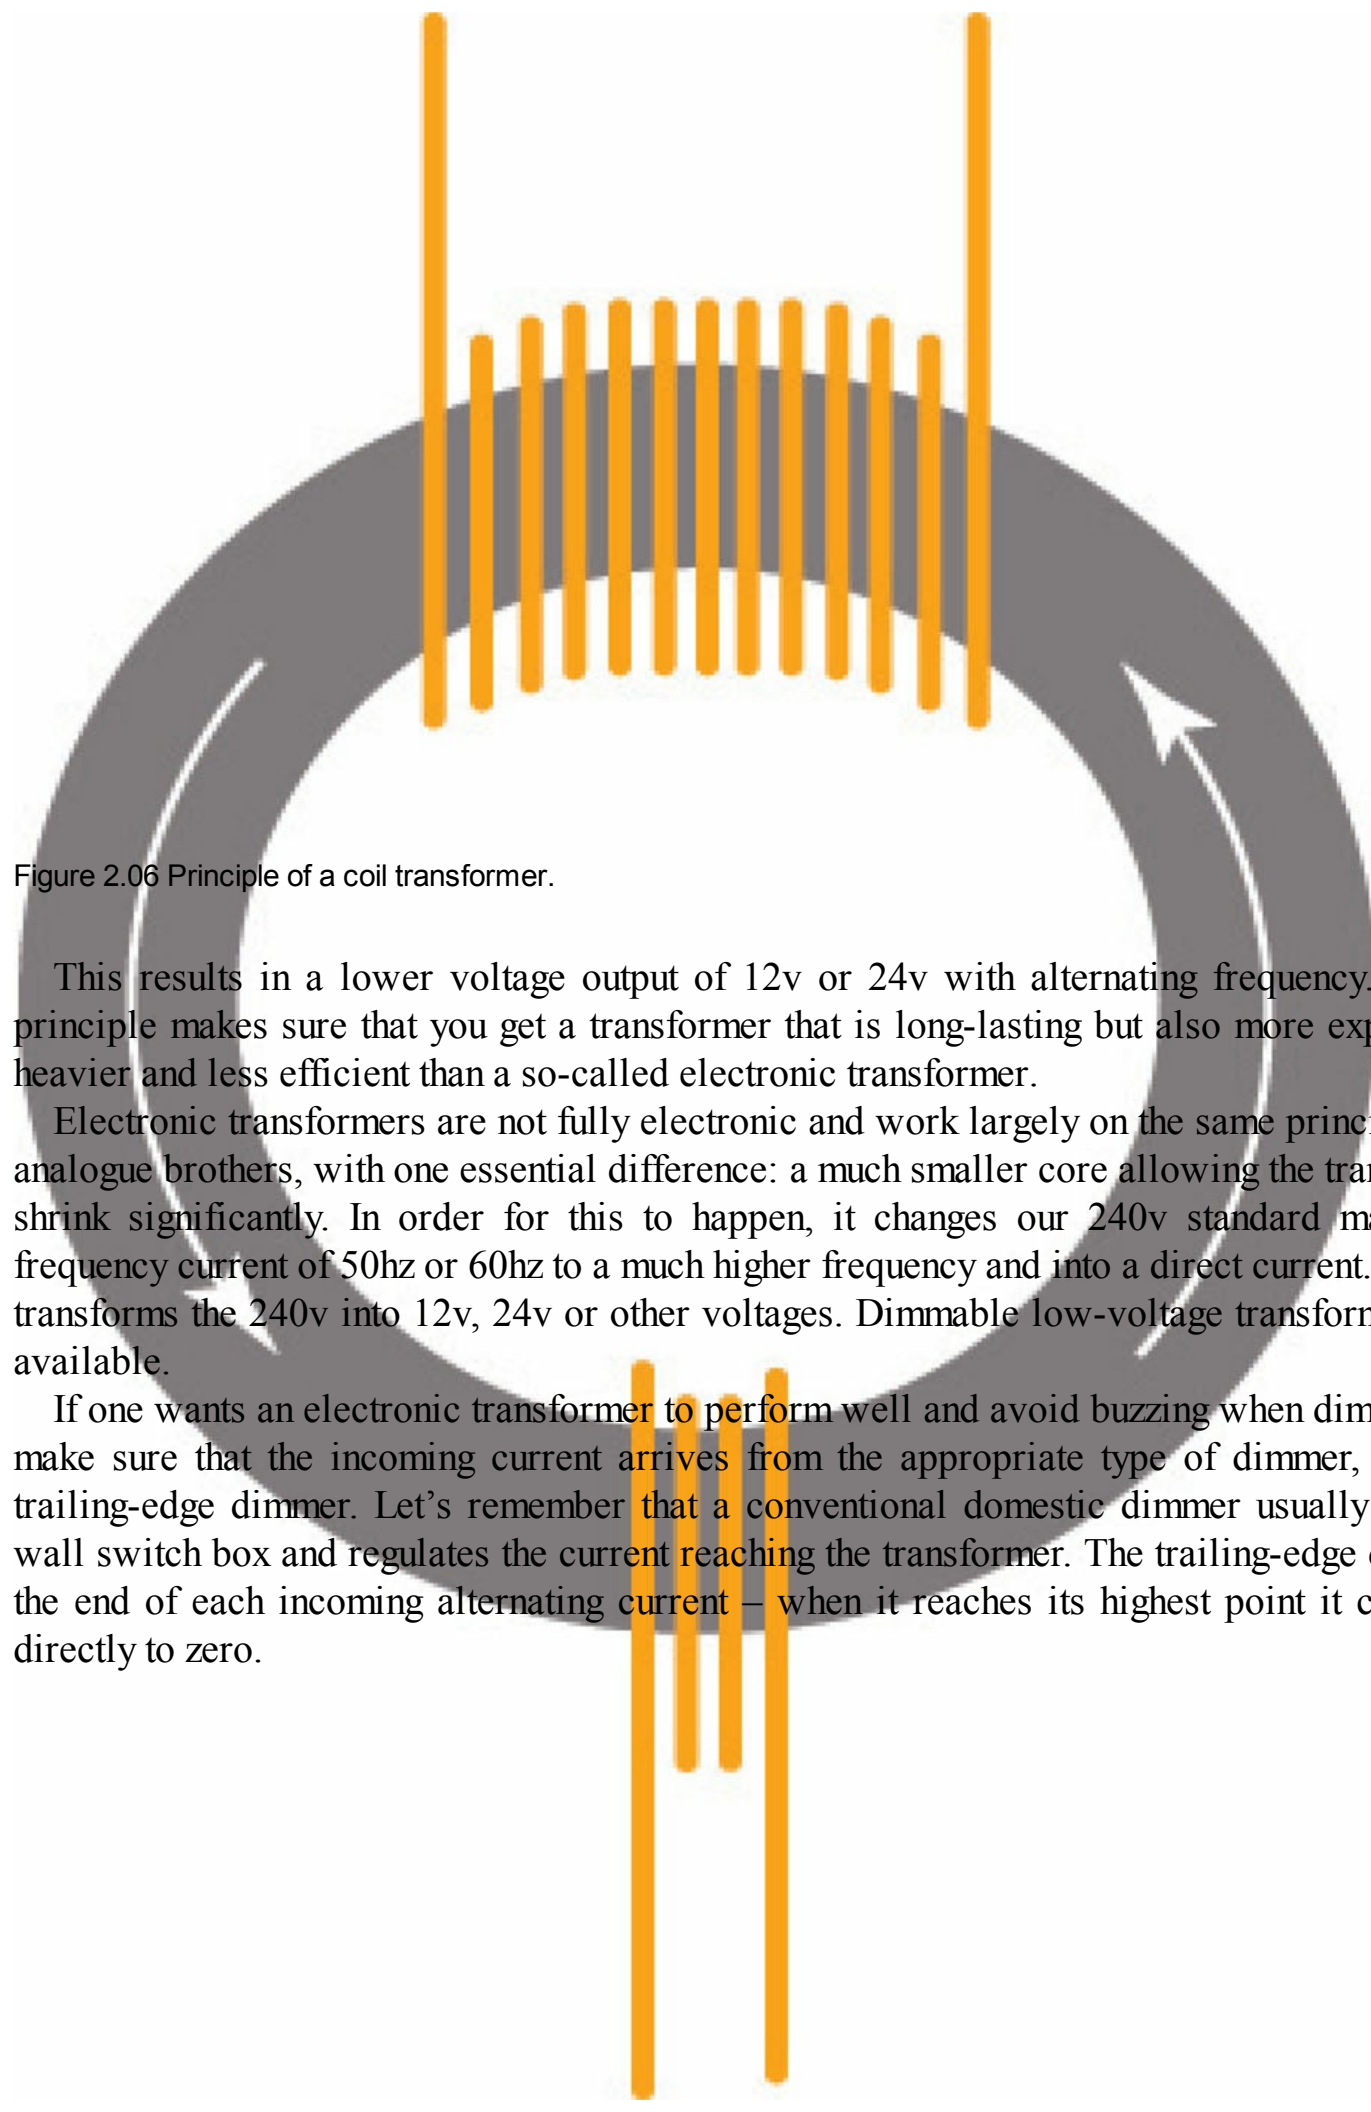 Figure 2.06 Principle of a coil transformer.
This results in a lower voltage output of 12v or 24v with alternating frequency.
principle makes sure that you get a transformer that is long-lasting but also more
heavier and less efficient than a so-called electronic transformer.
Electronic transformers are not fully electronic and work largely on the same
analogue brothers, with one essential difference: a much smaller core allowing the
shrink significantly. In order for this to happen, it changes our 240v standard
frequency current of 50hz or 60hz to a much higher frequency and into a direct current.
transforms the 240v into 12v, 24v or other voltages. Dimmable low-voltage
available.
If one wants an electronic transformer to perform well and avoid buzzing when
make sure that the incoming current arrives from the appropriate type of dimmer,
trailing-edge dimmer. Let’s remember that a conventional domestic dimmer usually
wall switch box and regulates the current reaching the transformer. The trailing-edge
the end of each incoming alternating current – when it reaches its highest point it
directly to zero.